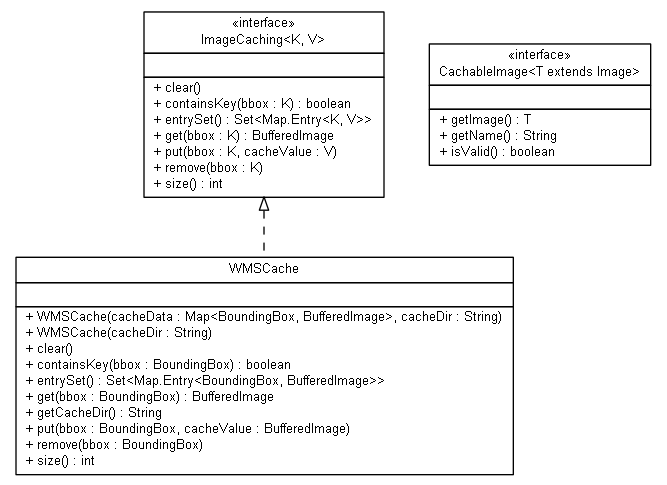 «interface»
ImageCaching<K, V>
+ clear()
+ containsKey(bbox : K) : boolean
+ entrySet() : Set<Map.Entry<K, V>>
+ get(bbox : K) : BufferedImage
+ put(bbox : K, cacheValue : V)
+ remove(bbox : K)
+ size() : int
«interface»
CachableImage<T extends Image>
+ getImage() : T
+ getName() : String
+ isValid() : boolean
WMSCache
+ WMSCache(cacheData : Map<BoundingBox, BufferedImage>, cacheDir : String)
+ WMSCache(cacheDir : String)
+ clear()
+ containsKey(bbox : BoundingBox) : boolean
+ entrySet() : Set<Map.Entry<BoundingBox, BufferedImage>>
+ get(bbox : BoundingBox) : BufferedImage
+ getCacheDir() : String
+ put(bbox : BoundingBox, cacheValue : BufferedImage)
+ remove(bbox : BoundingBox)
+ size() : int